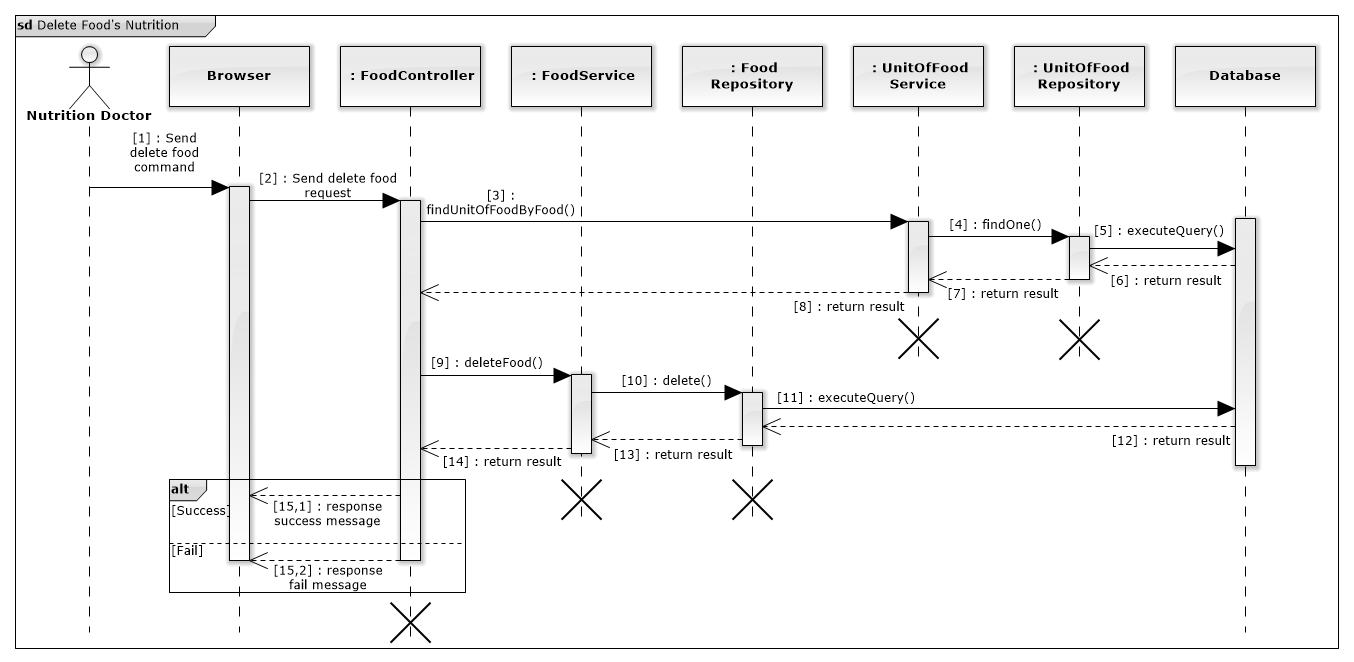 sd Delete Food's Nutrition
Nutrition Doctor
Browser
: FoodController
: FoodService
: Food
Repository
: UnitOfFood
Service
: UnitOfFood
Repository
Database
[1] : Send
delete food
command
[2] : Send delete food
request
[3] :
findUnitOfFoodByFood()
[4] : findOne()
[5] : executeQuery()
[6] : return result
[7] : return result
[8] : return result
[9] : deleteFood()
[10] : delete()
[11] : executeQuery()
[12] : return result
[13] : return result
[14] : return result
alt
[Success]
[15,1] : response
success message
[Fail]
[15,2] : response
fail message